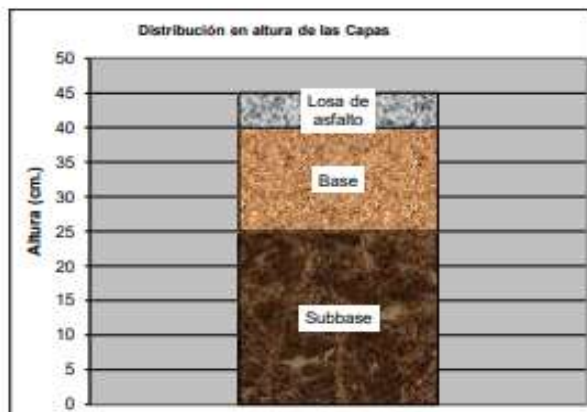 Distribución en altura de las Capas
50
45
40
35
30
25
20
15
10
5
0
Altura (cm.)
Losa de
asfalto
Base
Subbase